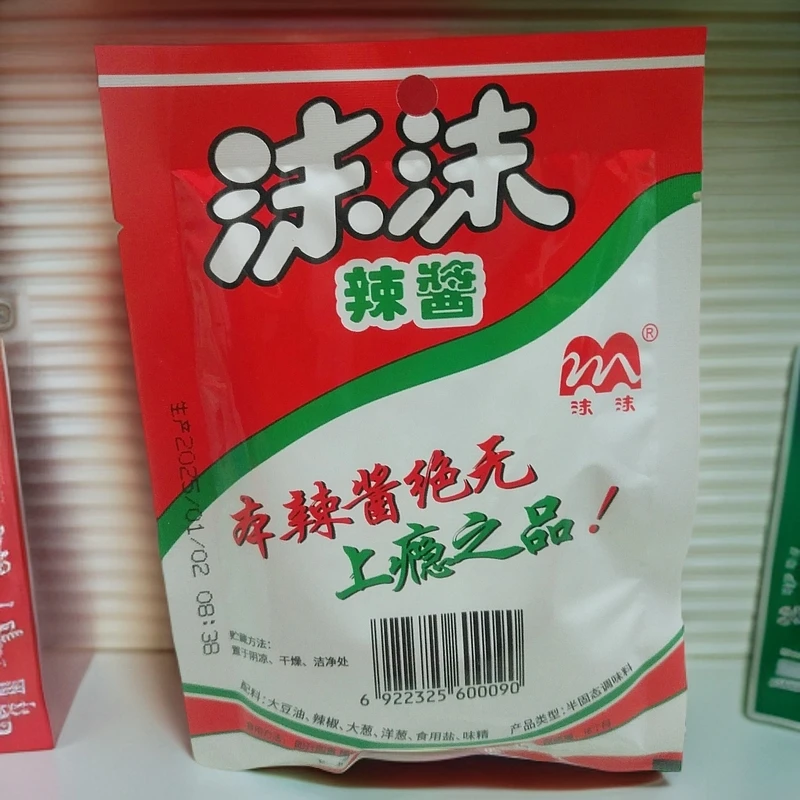 沫沫
辣醬
®
沫 沫
本辣酱绝无
上瘾之品！
生产2025/01/02 08:38
贮藏方法：
置于阴凉、干燥、洁净处
6 922325 600090
配料：大豆油、辣椒、大葱、洋葱、食用盐、味精
产品类型：半固态调味料